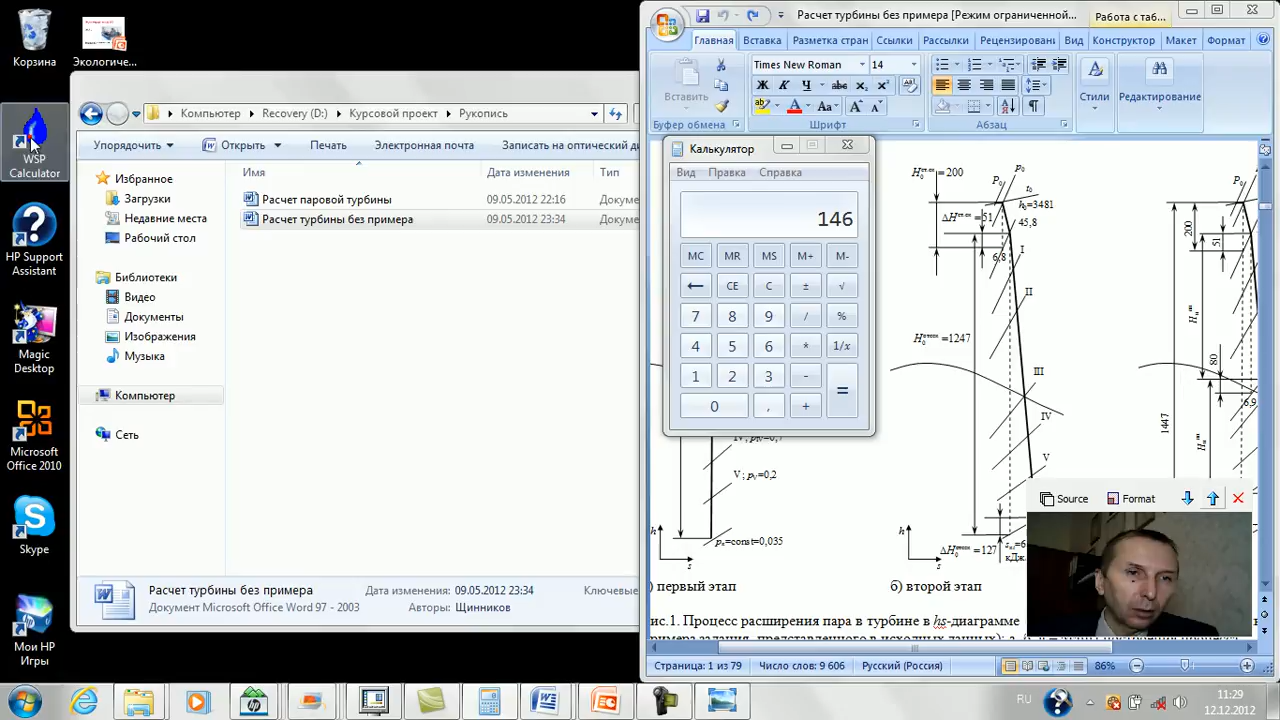 Корзина
Экологиче...
WSP
Calculator
HP Support
Assistant
Magic
Desktop
Microsoft
Office 2010
Skype
Мои HP
Игры
Компьютер
Recovery (D:)
Курсовой проект
Рукопись
Упорядочить
Открыть
Печать
Электронная почта
Записать на оптический ди
Избранное
Загрузки
Недавние места
Рабочий стол
Библиотеки
Видео
Документы
Изображения
Музыка
Компьютер
Сеть
Имя
Дата изменения
Тип
Расчет паровой турбины
09.05.2012 22:16
Докуме
Расчет турбины без примера
09.05.2012 23:34
Докуме
Расчет турбины без примера
Дата изменения: 09.05.2012 23:34
Ключевые
Документ Microsoft Office Word 97 - 2003
Авторы: Щинников
Расчет турбины без примера [Режим ограниченной...
Работа с таб...
Главная
Вставка
Разметка стран
Ссылки
Рассылки
Рецензировани
Вид
Конструктор
Макет
Формат
Вставить
Times New Roman
14
Ж К Ч
Aa
Стили
Редактирование
Буфер обмена
Шрифт
Абзац
Калькулятор
Вид
Правка
Справка
146
MC MR MS M+ M-
← CE C ± √
7 8 9 / %
4 5 6 * 1/x
1 2 3 - =
0 , +
=200
P₀
p₀
t₀
=3481
=51
45,8
6,8
I
II
=1247
III
IV
V
=127
h
s
P₀
200
51
1447
80
6,9
V ; pᵥ=0,2
=const=0,035
h
s
) первый этап
б) второй этап
ис.1. Процесс расширения пара в турбине в hs-диаграмме
Source
Format
Страница: 1 из 79
Число слов: 9 606
Русский (Россия)
86%
RU
11:29
12.12.2012